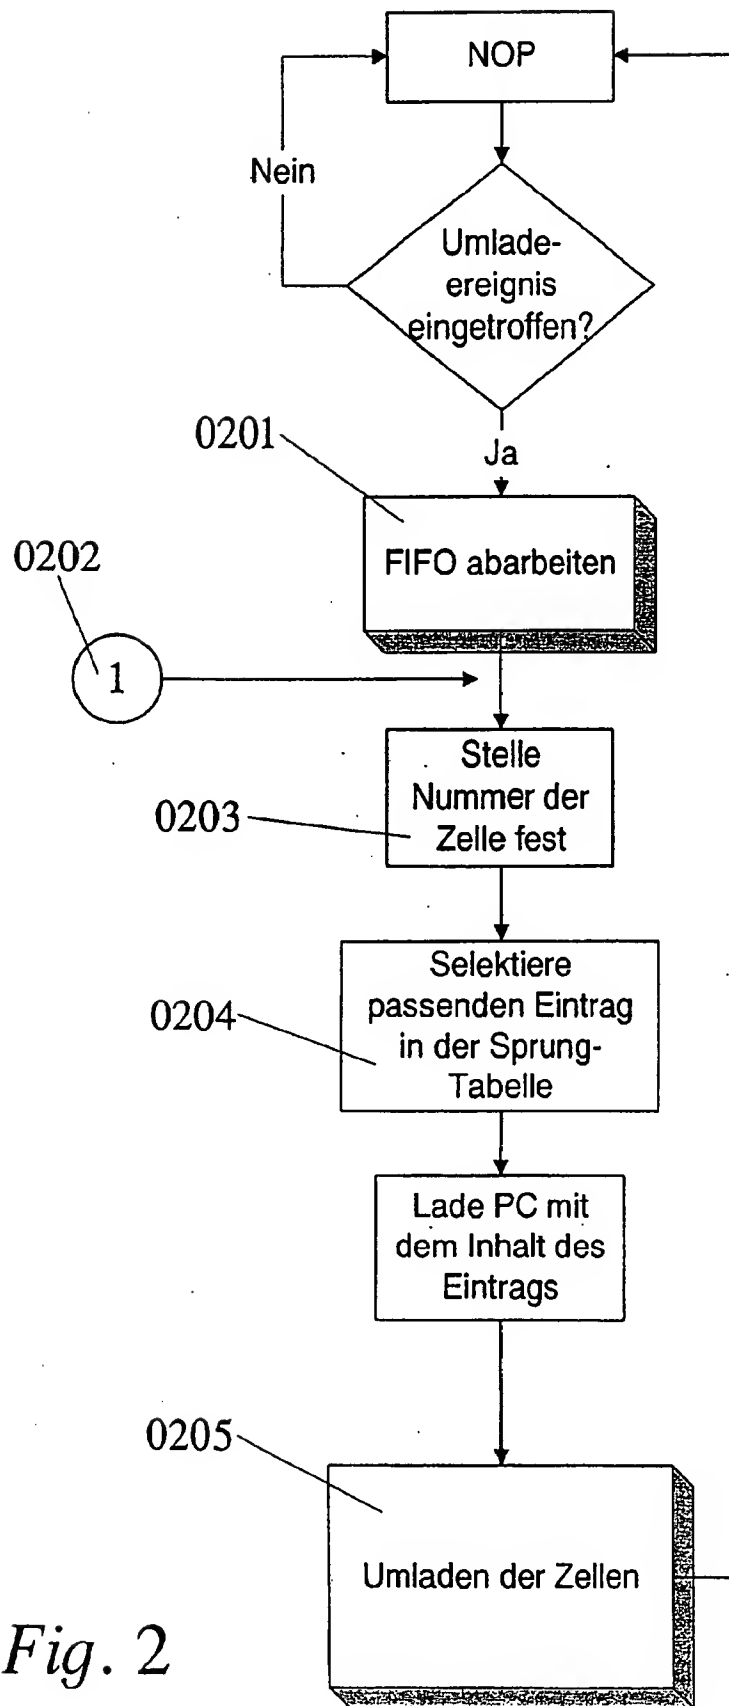 NOP
Nein
Umlade-
ereignis
eingetroffen?
0201
Ja
FIFO abarbeiten
0202
1
Stelle
Nummer der
Zelle fest
0203
Selektiere
passenden Eintrag
in der Sprung-
Tabelle
0204
Lade PC mit
dem Inhalt des
Eintrags
0205
Umladen der Zellen
Fig. 2